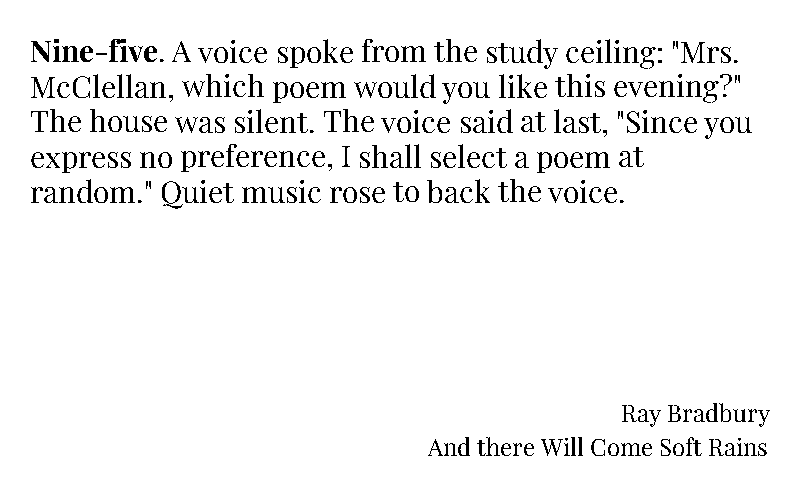 Nine-five. A voice spoke from the study ceiling: "Mrs.
McClellan, which poem would you like this evening?"
The house was silent. The voice said at last, "Since you
express no preference, I shall select a poem at
random." Quiet music rose to back the voice.
Ray Bradbury
And there Will Come Soft Rains